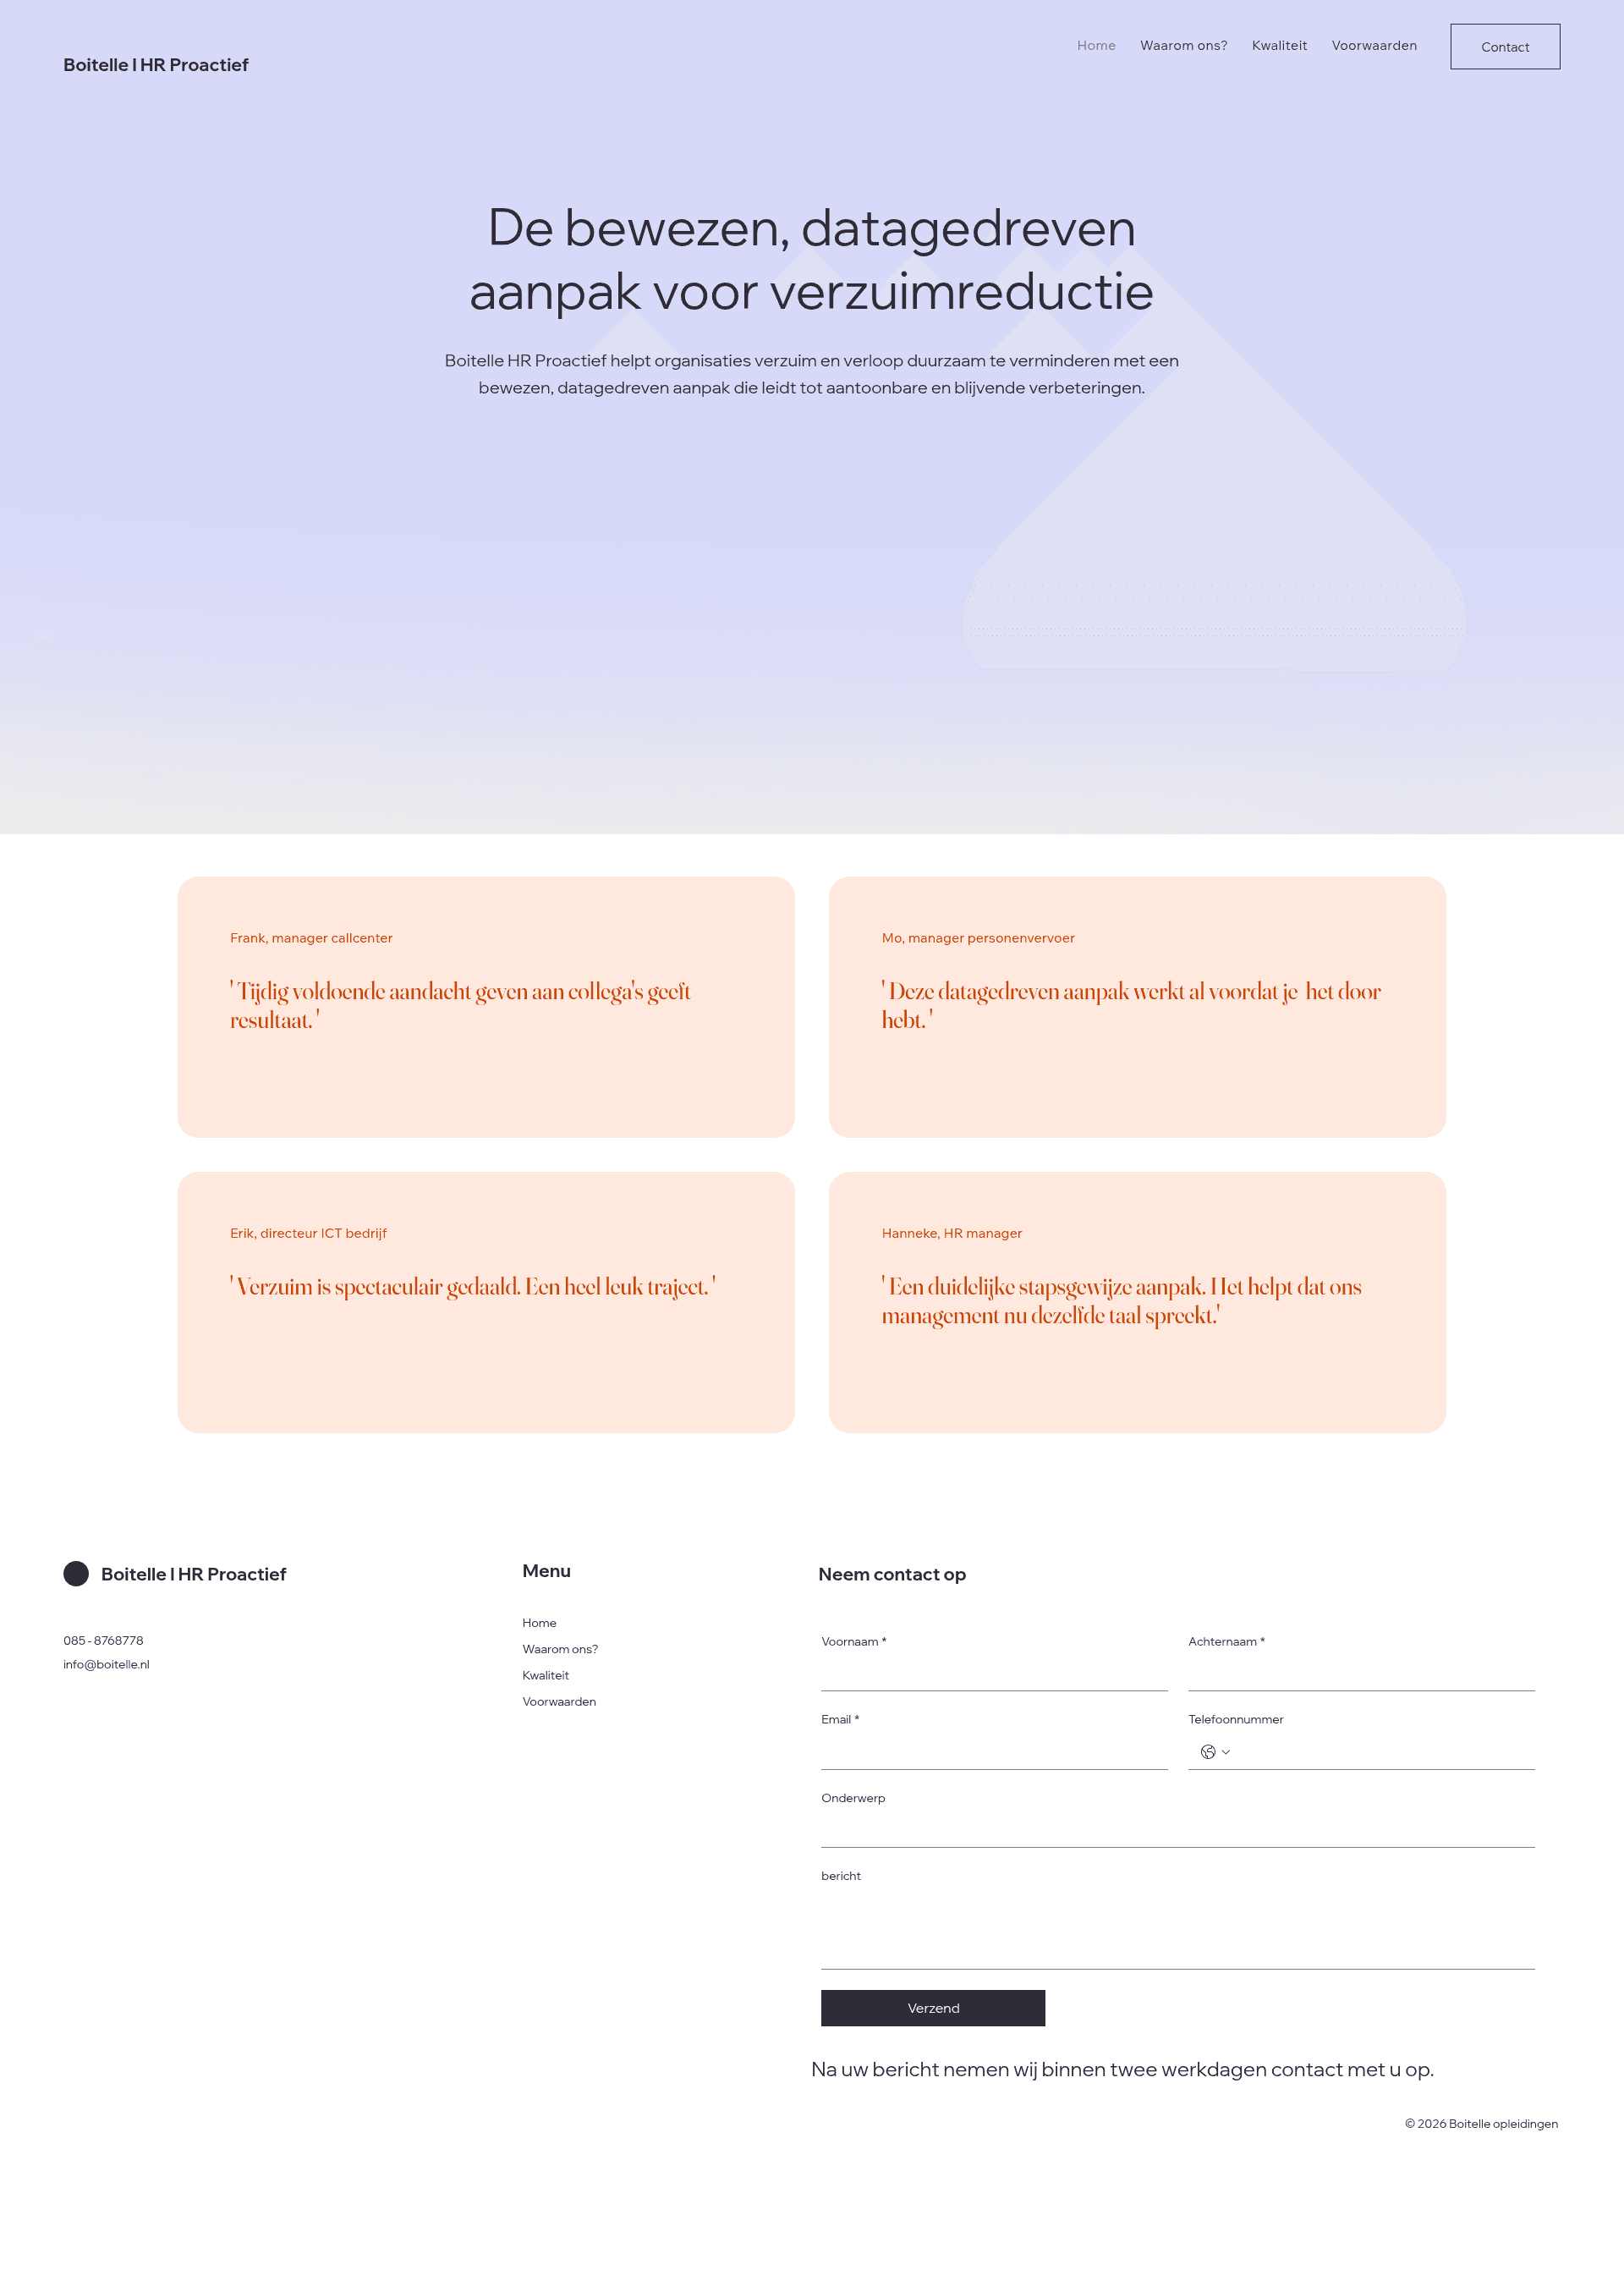 Boitelle l HR Proactief
Home
Waarom ons?
Kwaliteit
Voorwaarden
Contact
De bewezen, datagedreven
aanpak voor verzuimreductie
Boitelle HR Proactief helpt organisaties verzuim en verloop duurzaam te verminderen met een
bewezen, datagedreven aanpak die leidt tot aantoonbare en blijvende verbeteringen.
Frank, manager callcenter
' Tijdig voldoende aandacht geven aan collega's geeft
resultaat. '
Mo, manager personenvervoer
' Deze datagedreven aanpak werkt al voordat je  het door
hebt. '
Erik, directeur ICT bedrijf
' Verzuim is spectaculair gedaald. Een heel leuk traject. '
Hanneke, HR manager
' Een duidelijke stapsgewijze aanpak. Het helpt dat ons
management nu dezelfde taal spreekt.'
Boitelle l HR Proactief
085 - 8768778
info@boitelle.nl
Menu
Home
Waarom ons?
Kwaliteit
Voorwaarden
Neem contact op
Voornaam *
Achternaam *
Email *
Telefoonnummer
Onderwerp
bericht
Verzend
Na uw bericht nemen wij binnen twee werkdagen contact met u op.
© 2026 Boitelle opleidingen